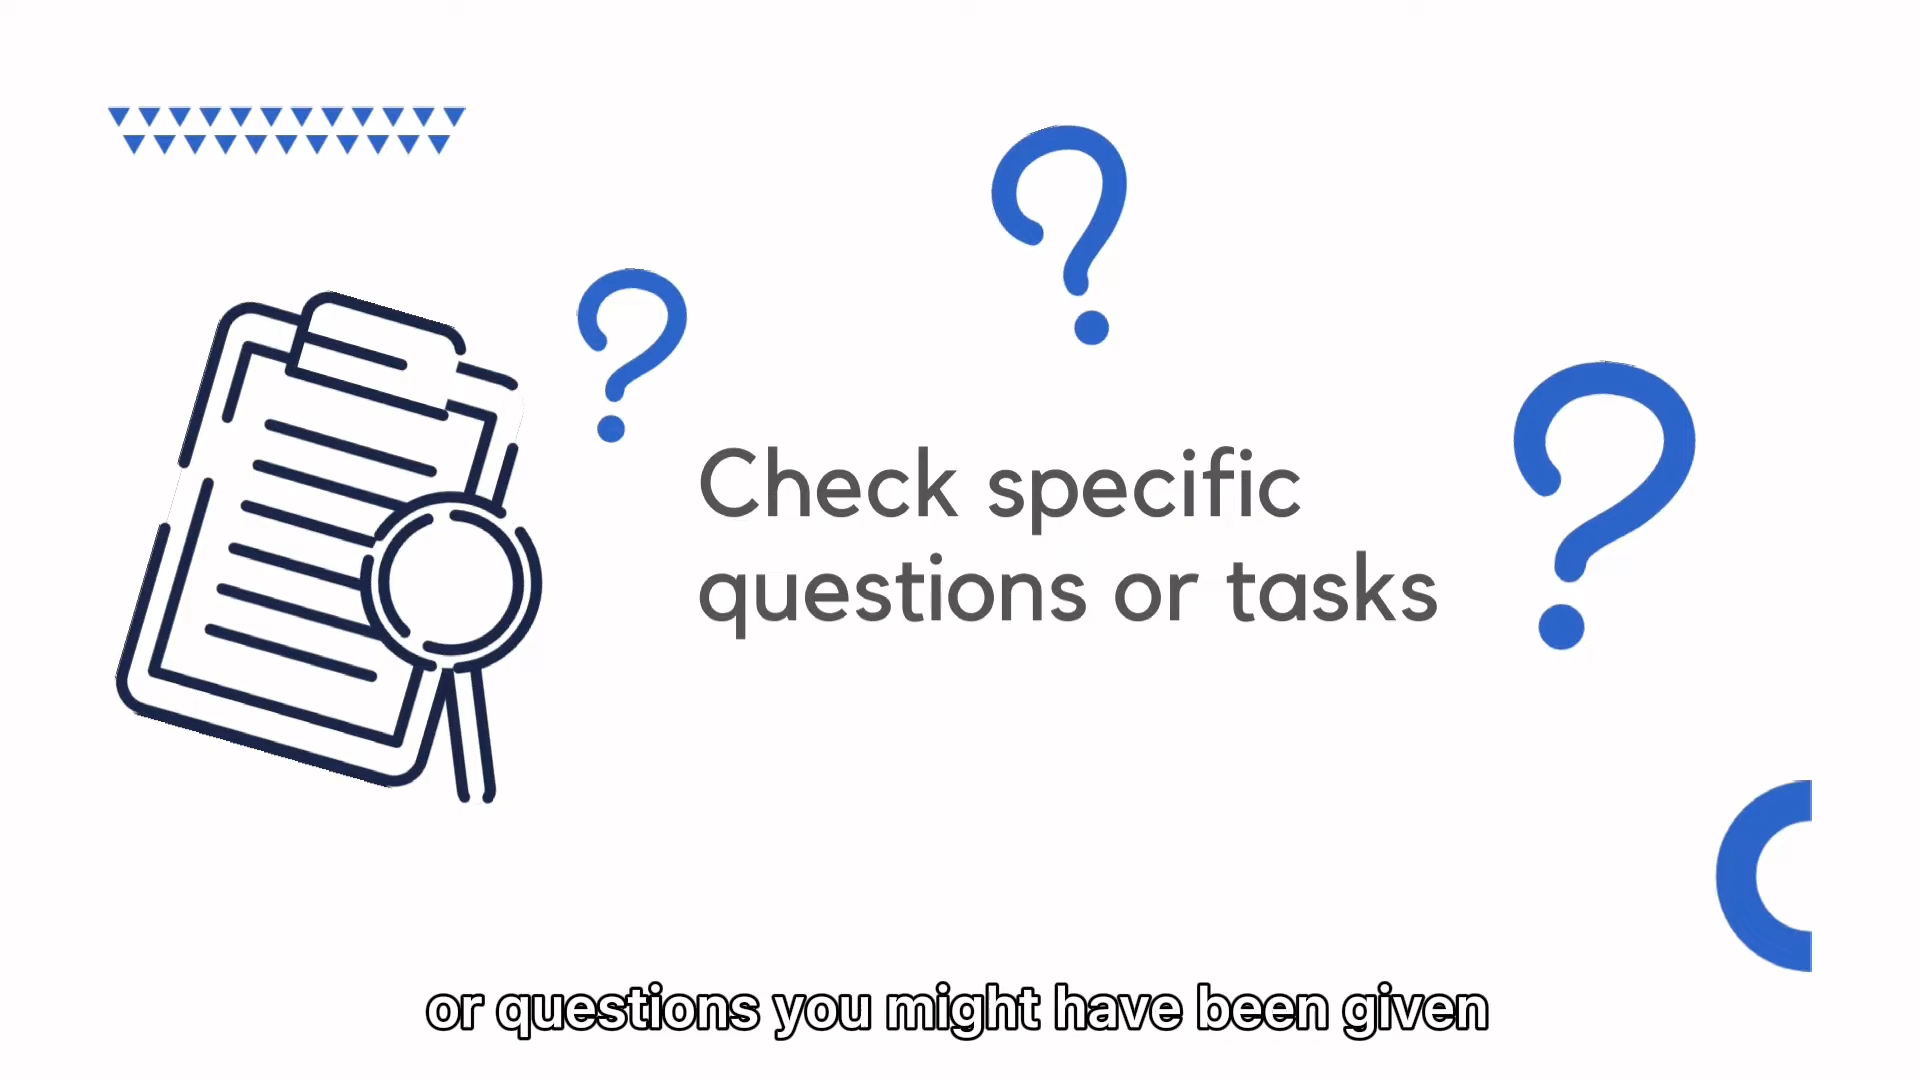 Check specific
questions or tasks
or questions you might have been given